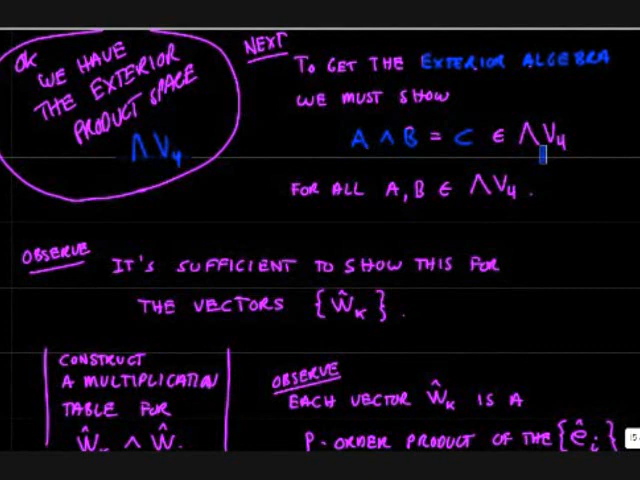 OK
WE HAVE
THE EXTERIOR
PRODUCT SPACE
ΛV₄
NEXT
TO GET THE EXTERIOR ALGEBRA
WE MUST SHOW
A ∧ B = C ∈ ΛV₄
FOR ALL A, B ∈ ΛV₄.
OBSERVE
IT'S SUFFICIENT TO SHOW THIS FOR
THE VECTORS {Ŵₖ}.
CONSTRUCT
A MULTIPLICATION
TABLE FOR
OBSERVE
EACH VECTOR Ŵₖ IS A
P-ORDER PRODUCT OF THE {êᵢ}